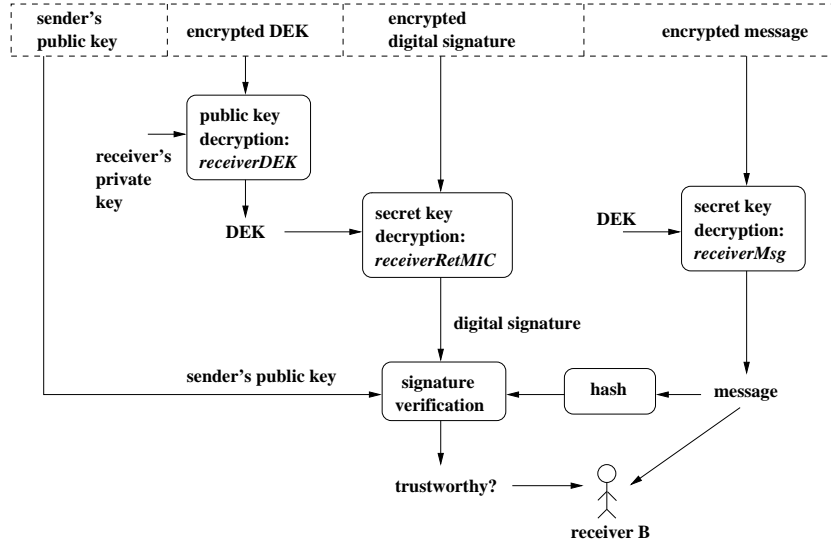 sender's
public key
encrypted DEK
encrypted
digital signature
encrypted message
public key
decryption:
receiverDEK
receiver's
private
key
DEK
secret key
decryption:
receiverRetMIC
DEK
secret key
decryption:
receiverMsg
digital signature
sender's public key
signature
verification
hash
message
trustworthy?
receiver B